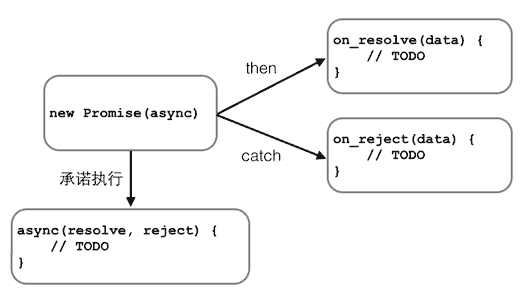 new Promise(async)
then
on_resolve(data) {
    // TODO
}
catch
on_reject(data) {
    // TODO
}
承诺执行
async(resolve, reject) {
    // TODO
}